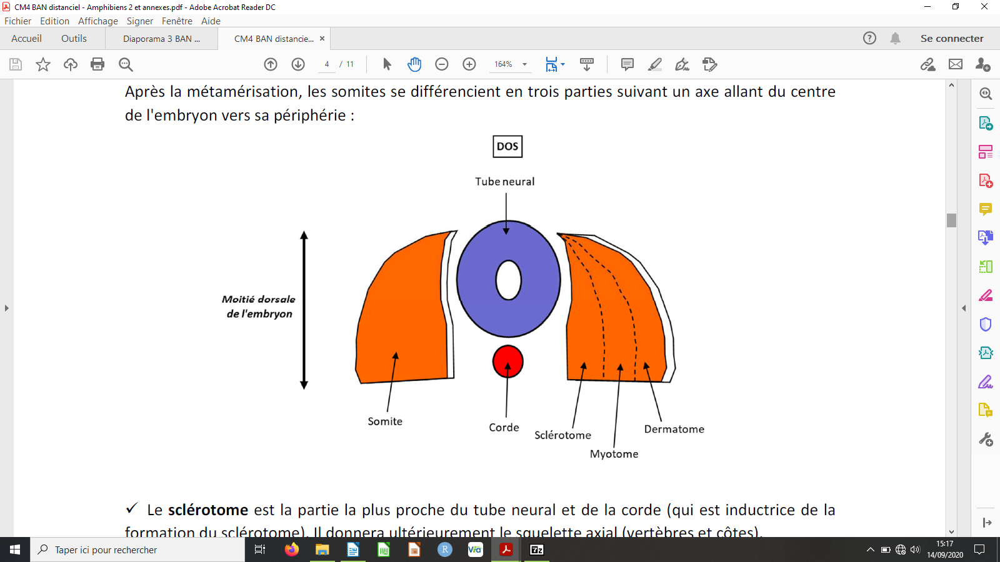 CM4 BAN distanciel - Amphibiens 2 et annexes.pdf - Adobe Acrobat Reader DC
Fichier Edition Affichage Signer Fenêtre Aide
Accueil Outils Diaporama 3 BAN ... CM4 BAN distancie... × Se connecter
4 / 11 164%
Après la métamérisation, les somites se différencient en trois parties suivant un axe allant du centre
de l'embryon vers sa périphérie :
DOS
Tube neural
Moitié dorsale
de l'embryon
Somite
Corde
Sclérotome
Dermatome
Myotome
✓ Le sclérotome est la partie la plus proche du tube neural et de la corde (qui est inductrice de la
formation du sclérotome). Il donnera ultérieurement le squelette axial (vertèbres et côtes).
Taper ici pour rechercher
R
Via
7z
15:17
14/09/2020